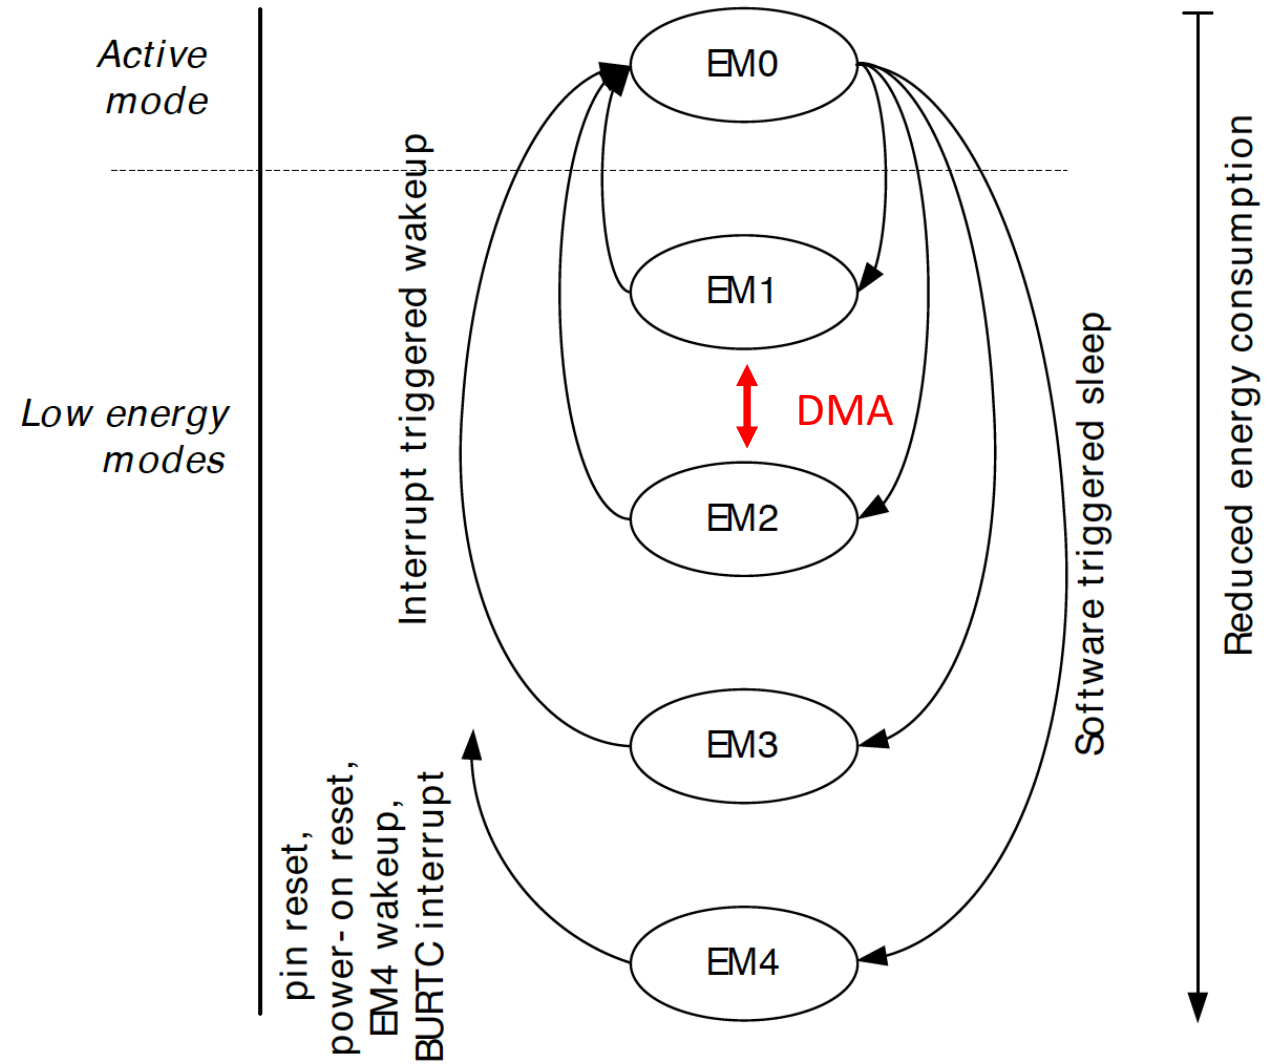 Active
mode
EM0
EM1
DMA
Low energy
modes
EM2
EM3
EM4
Interrupt triggered wakeup
pin reset,
power-on reset,
EM4 wakeup,
BURTC interrupt
Software triggered sleep
Reduced energy consumption